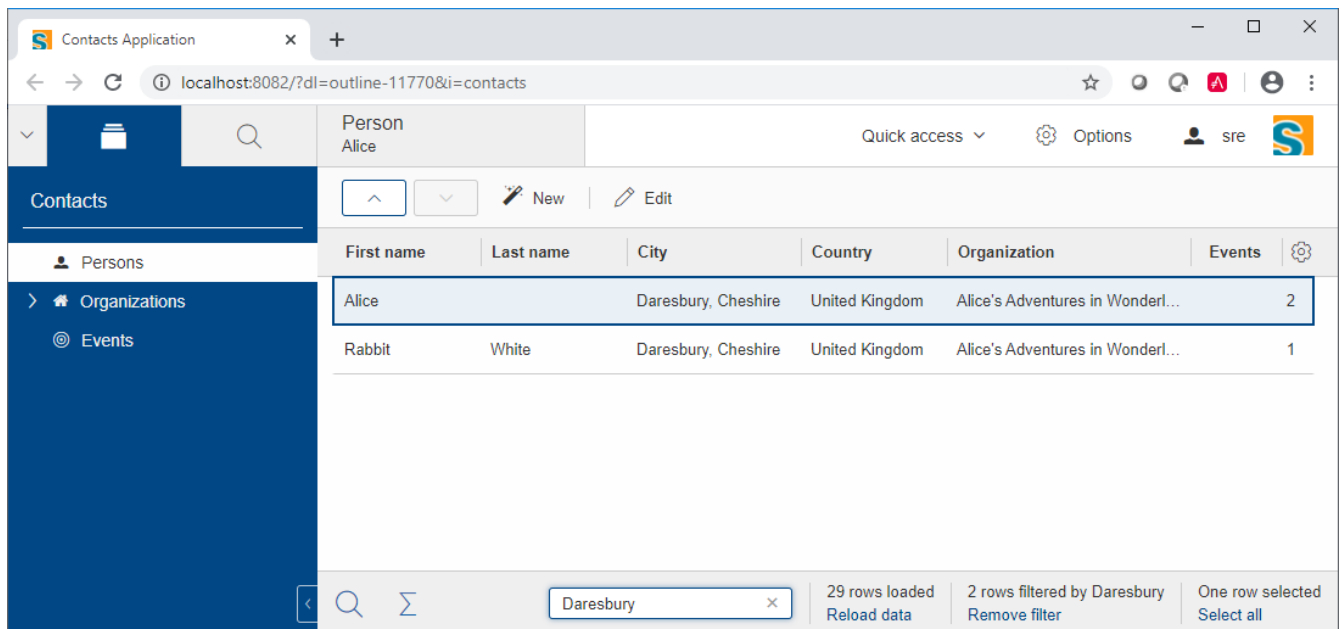 Contacts Application
localhost:8082/?dl=outline-11770&i=contacts
Person
Alice
Quick access
Options
sre
Contacts
New
Edit
Persons
Organizations
Events
First name Last name City Country Organization Events
Alice Daresbury, Cheshire United Kingdom Alice's Adventures in Wonderl... 2
Rabbit White Daresbury, Cheshire United Kingdom Alice's Adventures in Wonderl... 1
Daresbury
29 rows loaded
Reload data
2 rows filtered by Daresbury
Remove filter
One row selected
Select all